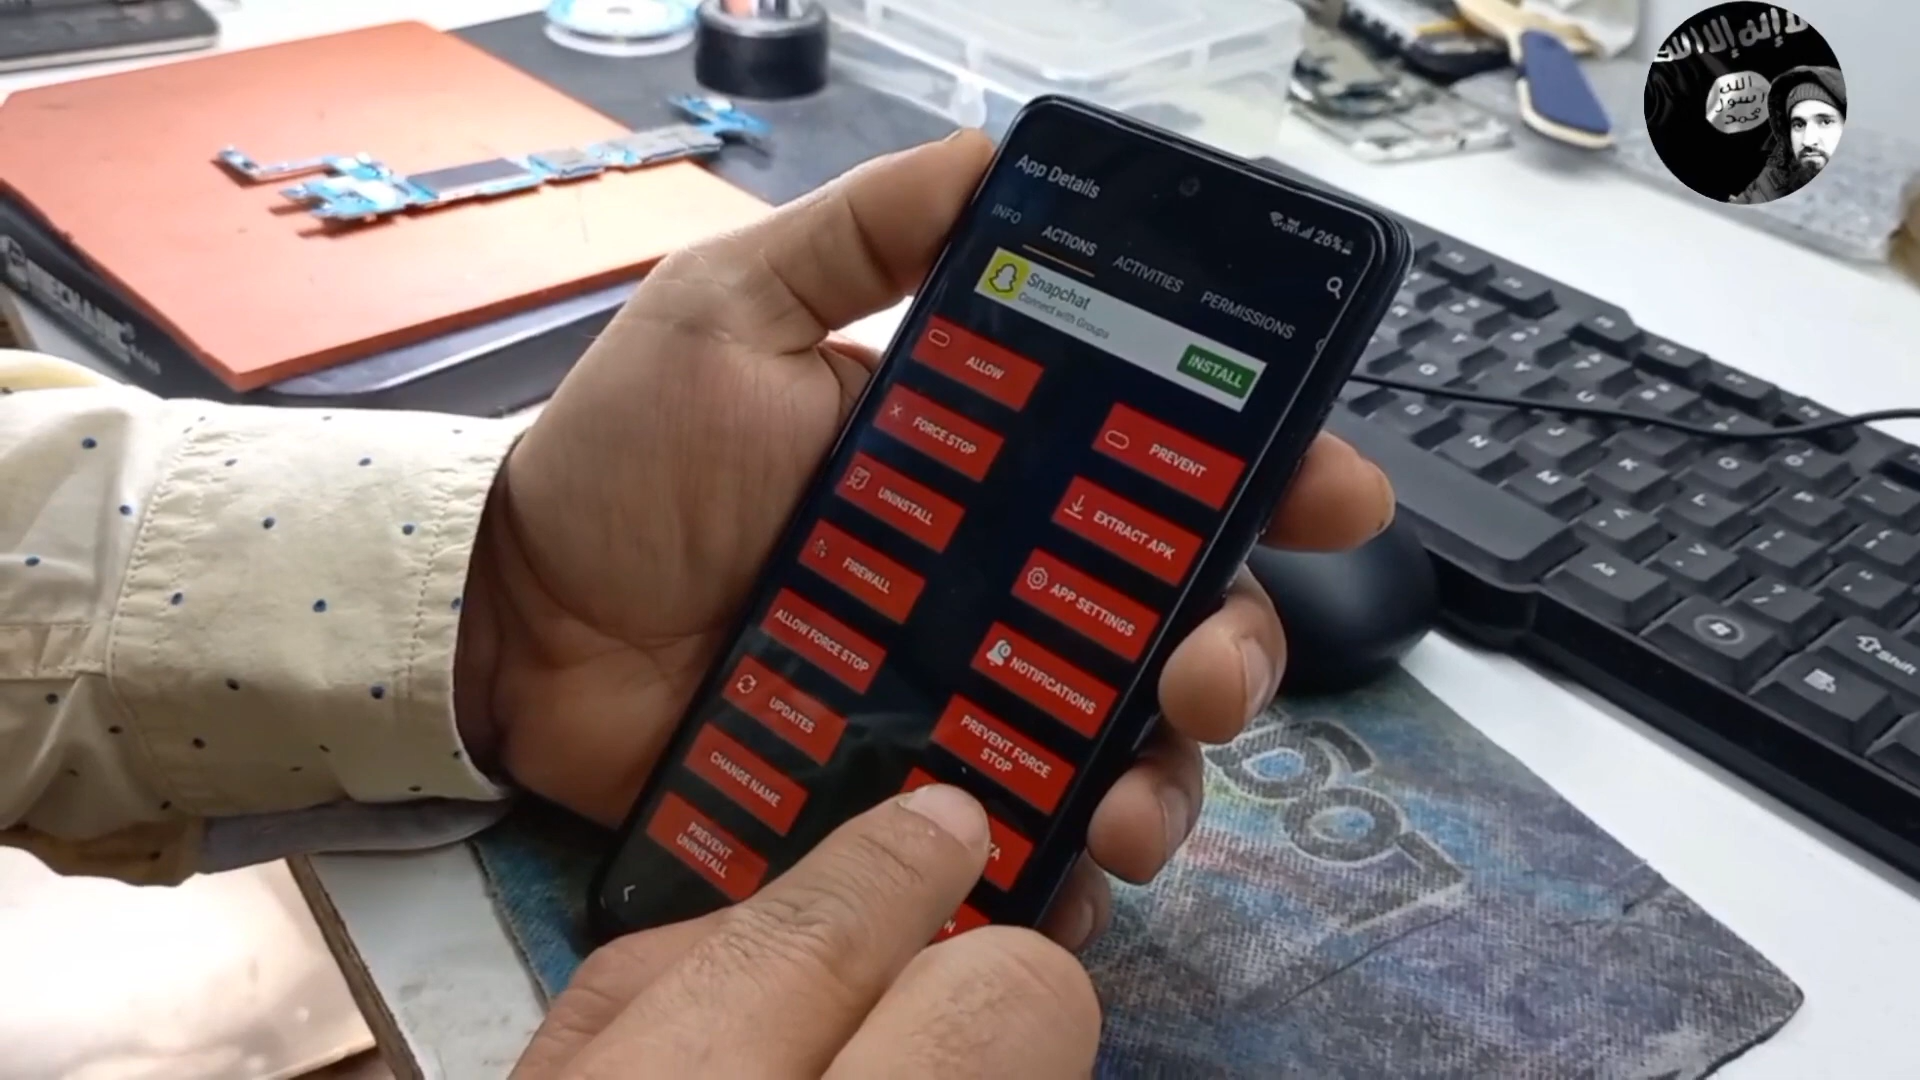 App Details
26%
INFO
ACTIONS
ACTIVITIES
PERMISSIONS
Snapchat
Connect with Groups
INSTALL
ALLOW
PREVENT
FORCE STOP
EXTRACT APK
UNINSTALL
APP SETTINGS
FIREWALL
NOTIFICATIONS
ALLOW FORCE STOP
PREVENT FORCE
STOP
UPDATES
CHANGE NAME
PREVENT
UNINSTALL
MECHANIC
الله
رسول
محمد
Alt
Shift